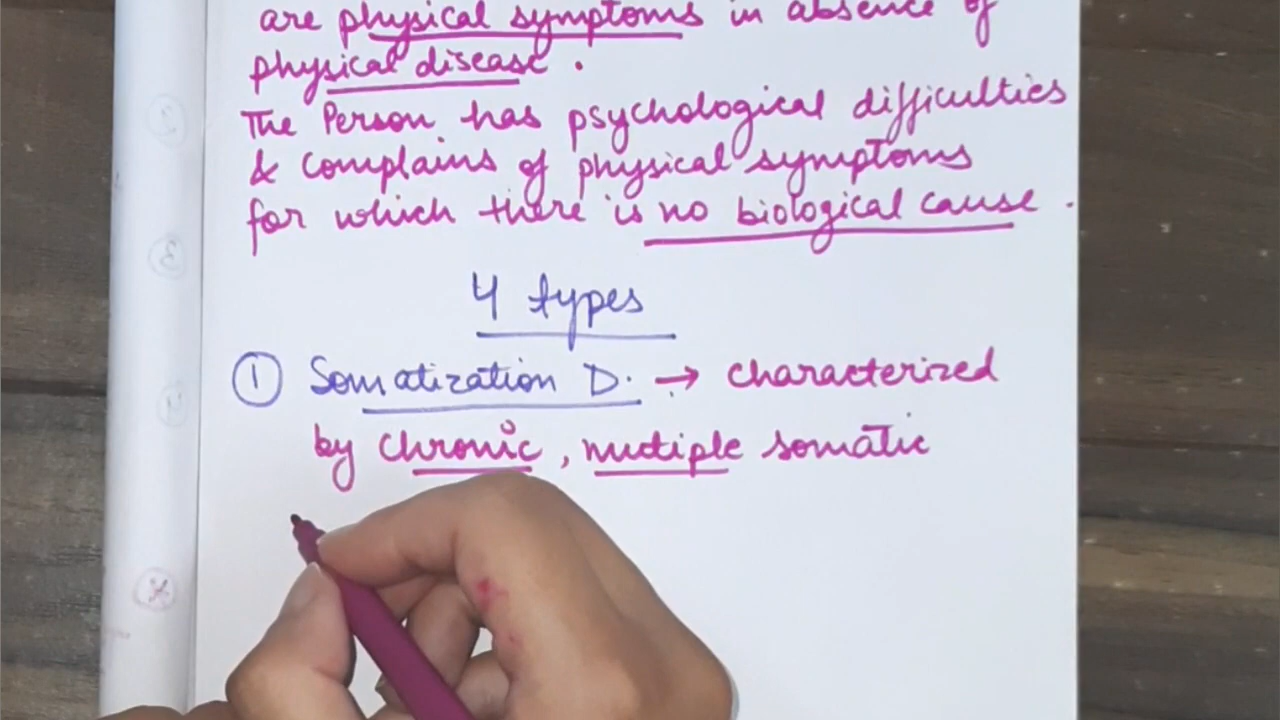 are physical symptoms in absence of
physical disease .
The Person has psychological difficulties
& complains of physical symptoms
for which there is no biological cause .
4 types
① Somatization D. → characterized
by chronic, mutiple somatic